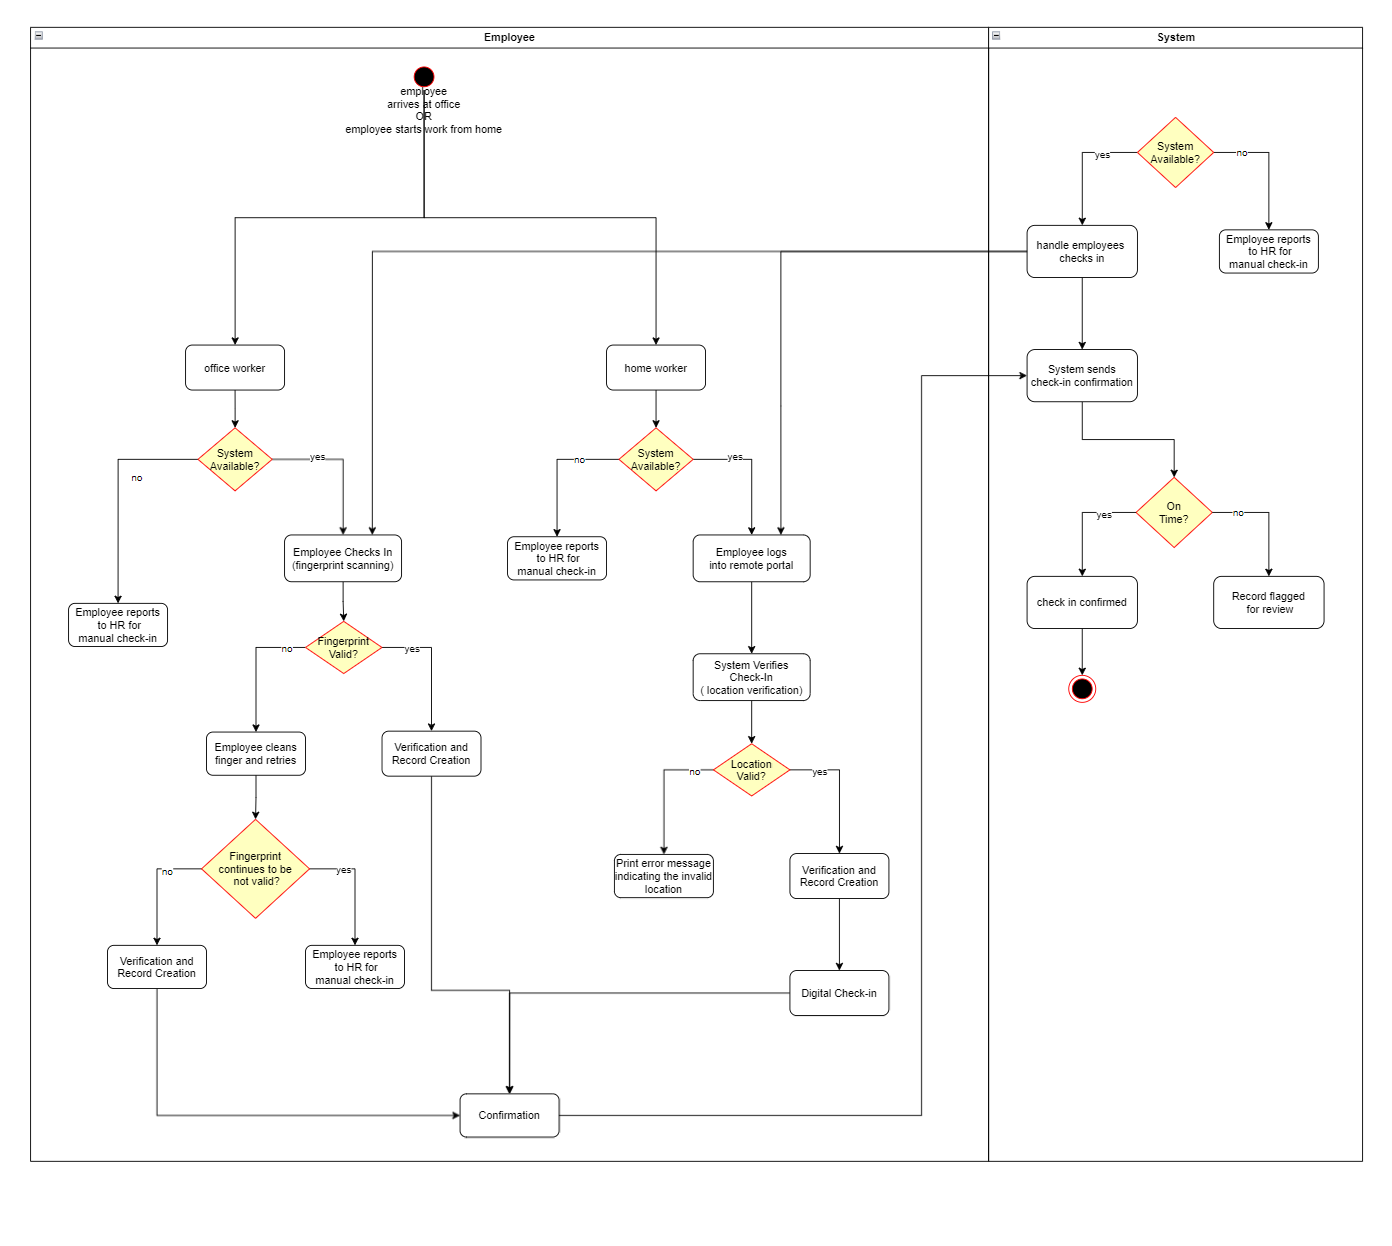 Employee
System
employee
arrives at office
OR
employee starts work from home
System
Available?
yes
no
handle employees
checks in
Employee reports
to HR for
manual check-in
office worker
home worker
System sends
check-in confirmation
System
Available?
no
yes
System
Available?
no
yes
On
Time?
yes
no
Employee Checks In
(fingerprint scanning)
Employee reports
to HR for
manual check-in
Employee logs
into remote portal
check in confirmed
Record flagged
for review
Employee reports
to HR for
manual check-in
Fingerprint
Valid?
no
yes
System Verifies
Check-In
( location verification)
Employee cleans
finger and retries
Verification and
Record Creation
Location
Valid?
no
yes
Fingerprint
continues to be
not valid?
no
yes
Print error message
indicating the invalid
location
Verification and
Record Creation
Verification and
Record Creation
Employee reports
to HR for
manual check-in
Digital Check-in
Confirmation